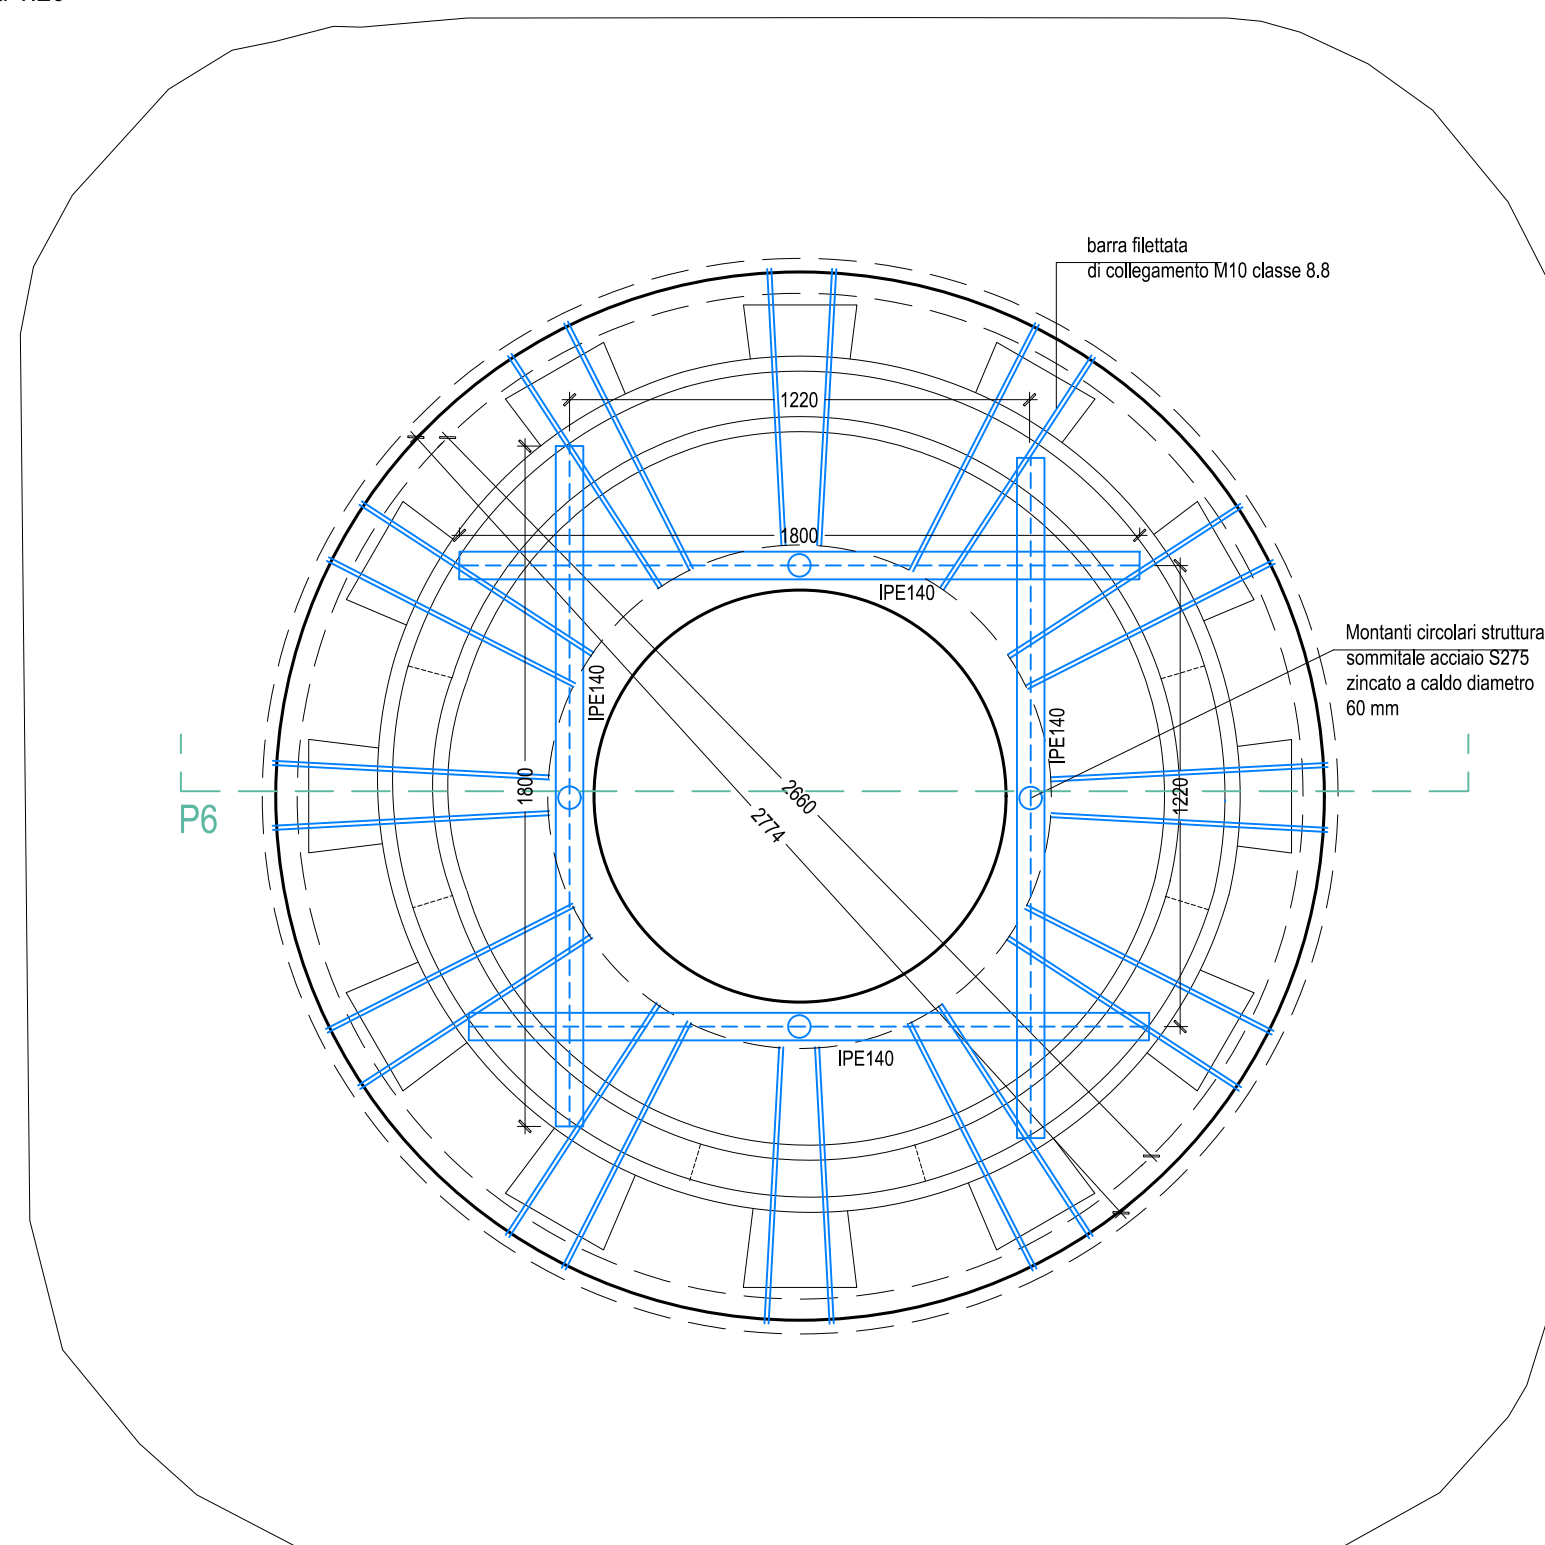 barra filettata
di collegamento M10 classe 8.8
1220
1800
IPE140
1220
Montanti circolari struttura
sommitale acciaio S275
zincato a caldo diametro
60 mm
IPE140
IPE140
1800
2660
2774
P6
IPE140